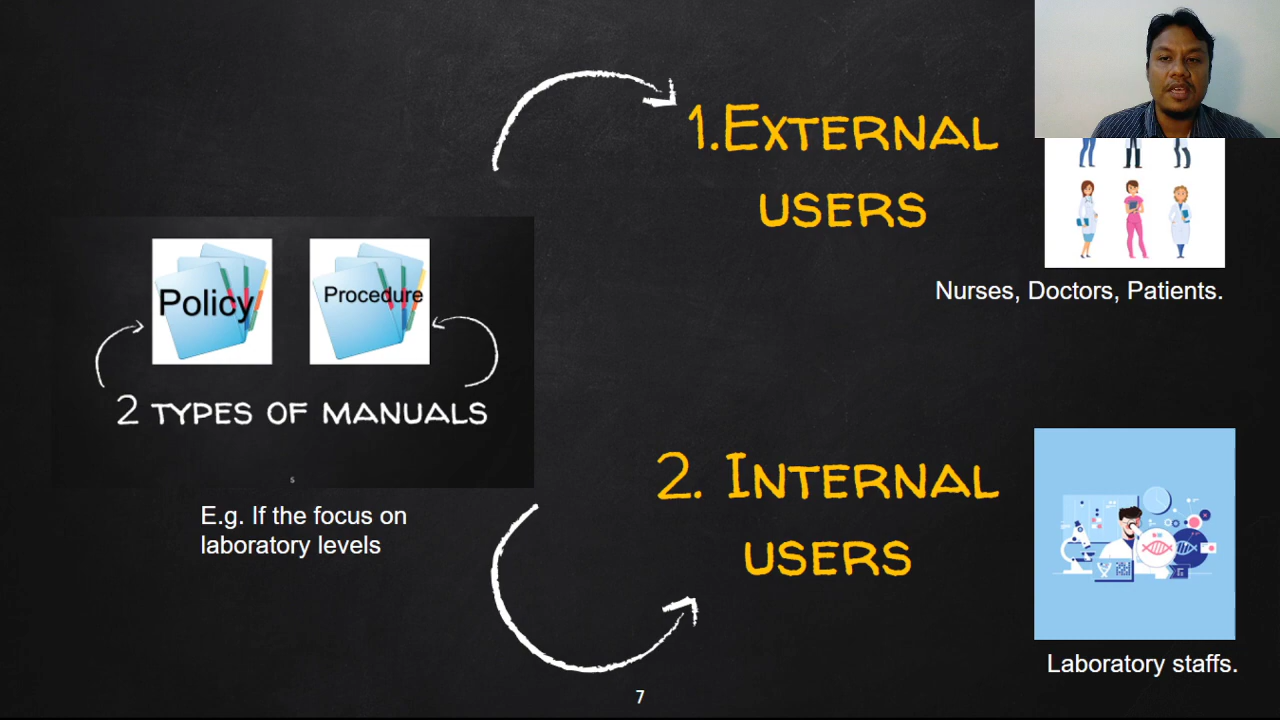 Policy
Procedure
2 TYPES OF MANUALS
5
E.g. If the focus on
laboratory levels
1.EXTERNAL
USERS
Nurses, Doctors, Patients.
2. INTERNAL
USERS
Laboratory staffs.
7